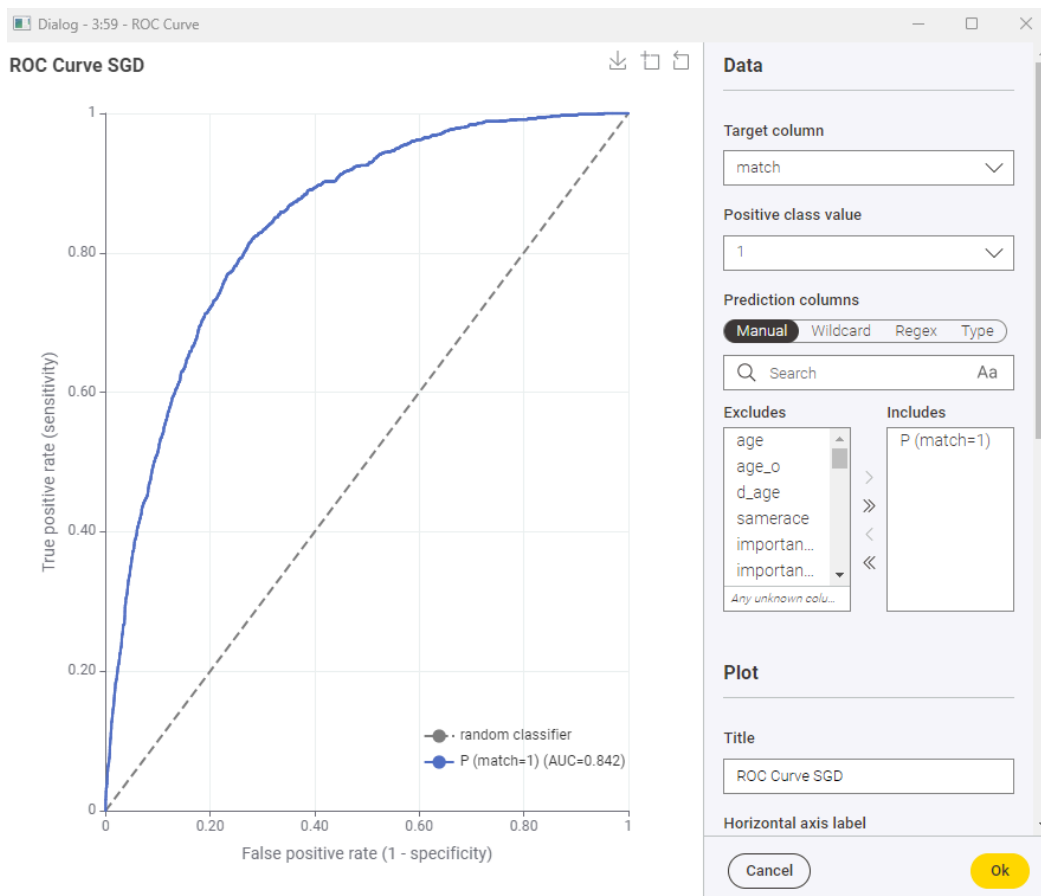 Dialog - 3:59 - ROC Curve
ROC Curve SGD
1
0.80
0.60
0.40
0.20
0
0
0.20
0.40
0.60
0.80
1
True positive rate (sensitivity)
False positive rate (1 - specificity)
random classifier
P (match=1) (AUC=0.842)
Data
Target column
match
Positive class value
1
Prediction columns
Manual Wildcard Regex Type
Search Aa
Excludes
age
age_o
d_age
samerace
importan...
importan...
Any unknown colu...
Includes
P (match=1)
Plot
Title
ROC Curve SGD
Horizontal axis label
Cancel Ok